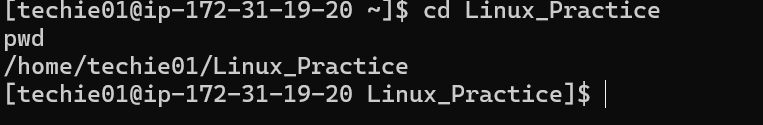 [techie01@ip-172-31-19-20 ~]$ cd Linux_Practice
pwd
/home/techie01/Linux_Practice
[techie01@ip-172-31-19-20 Linux_Practice]$